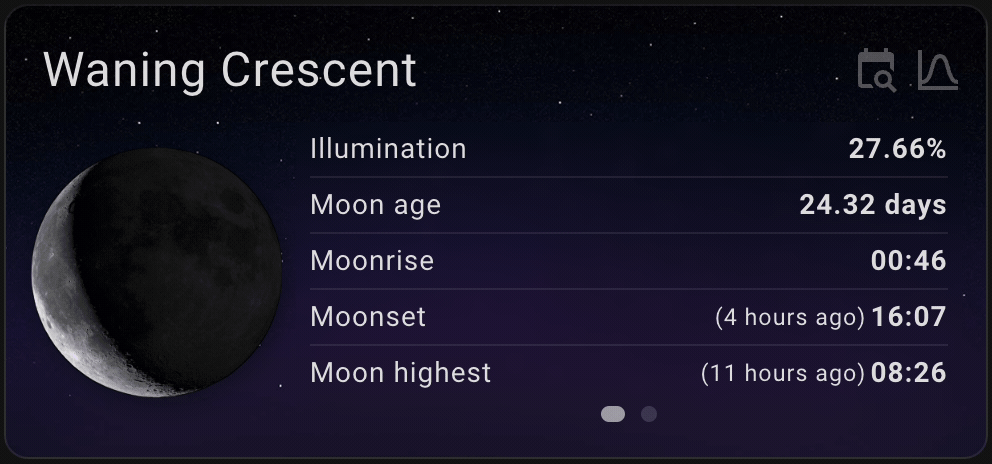 Waning Crescent
Illumination 27.66%
Moon age 24.32 days
Moonrise 00:46
Moonset (4 hours ago) 16:07
Moon highest (11 hours ago) 08:26